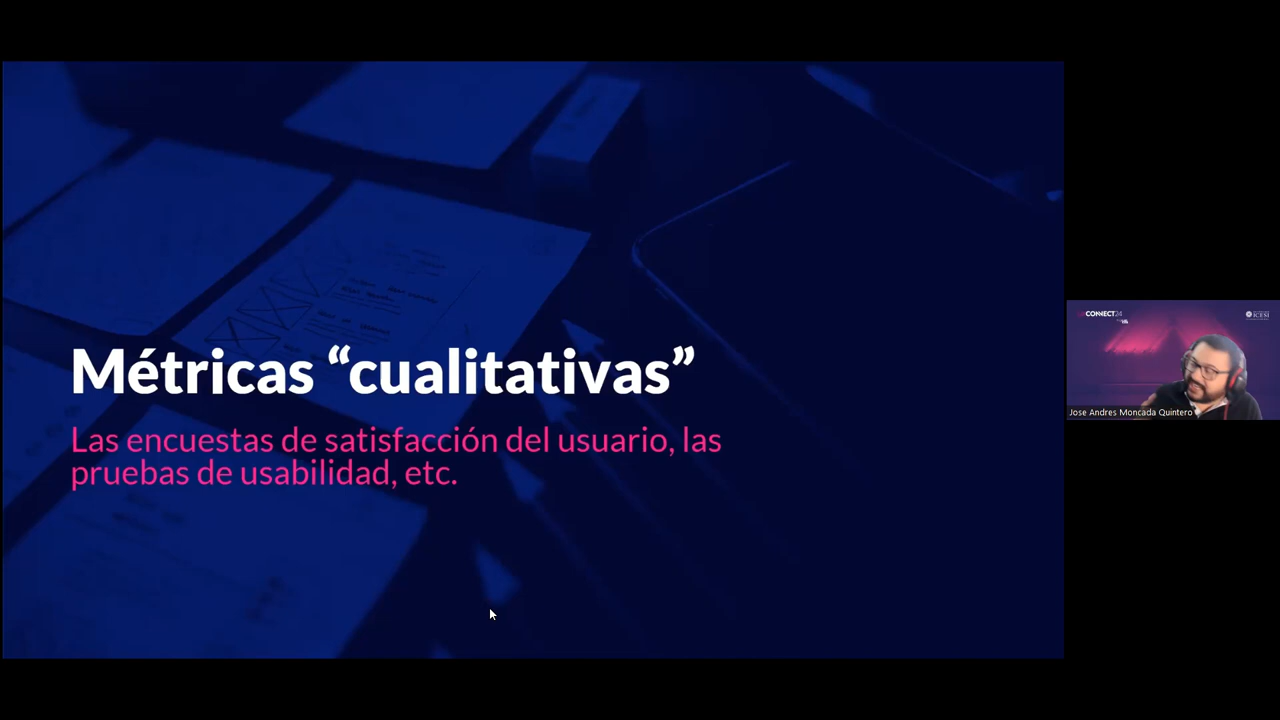 Métricas “cualitativas”
Las encuestas de satisfacción del usuario, las
pruebas de usabilidad, etc.
CONNECT24
ICESI
Jose Andres Moncada Quintero